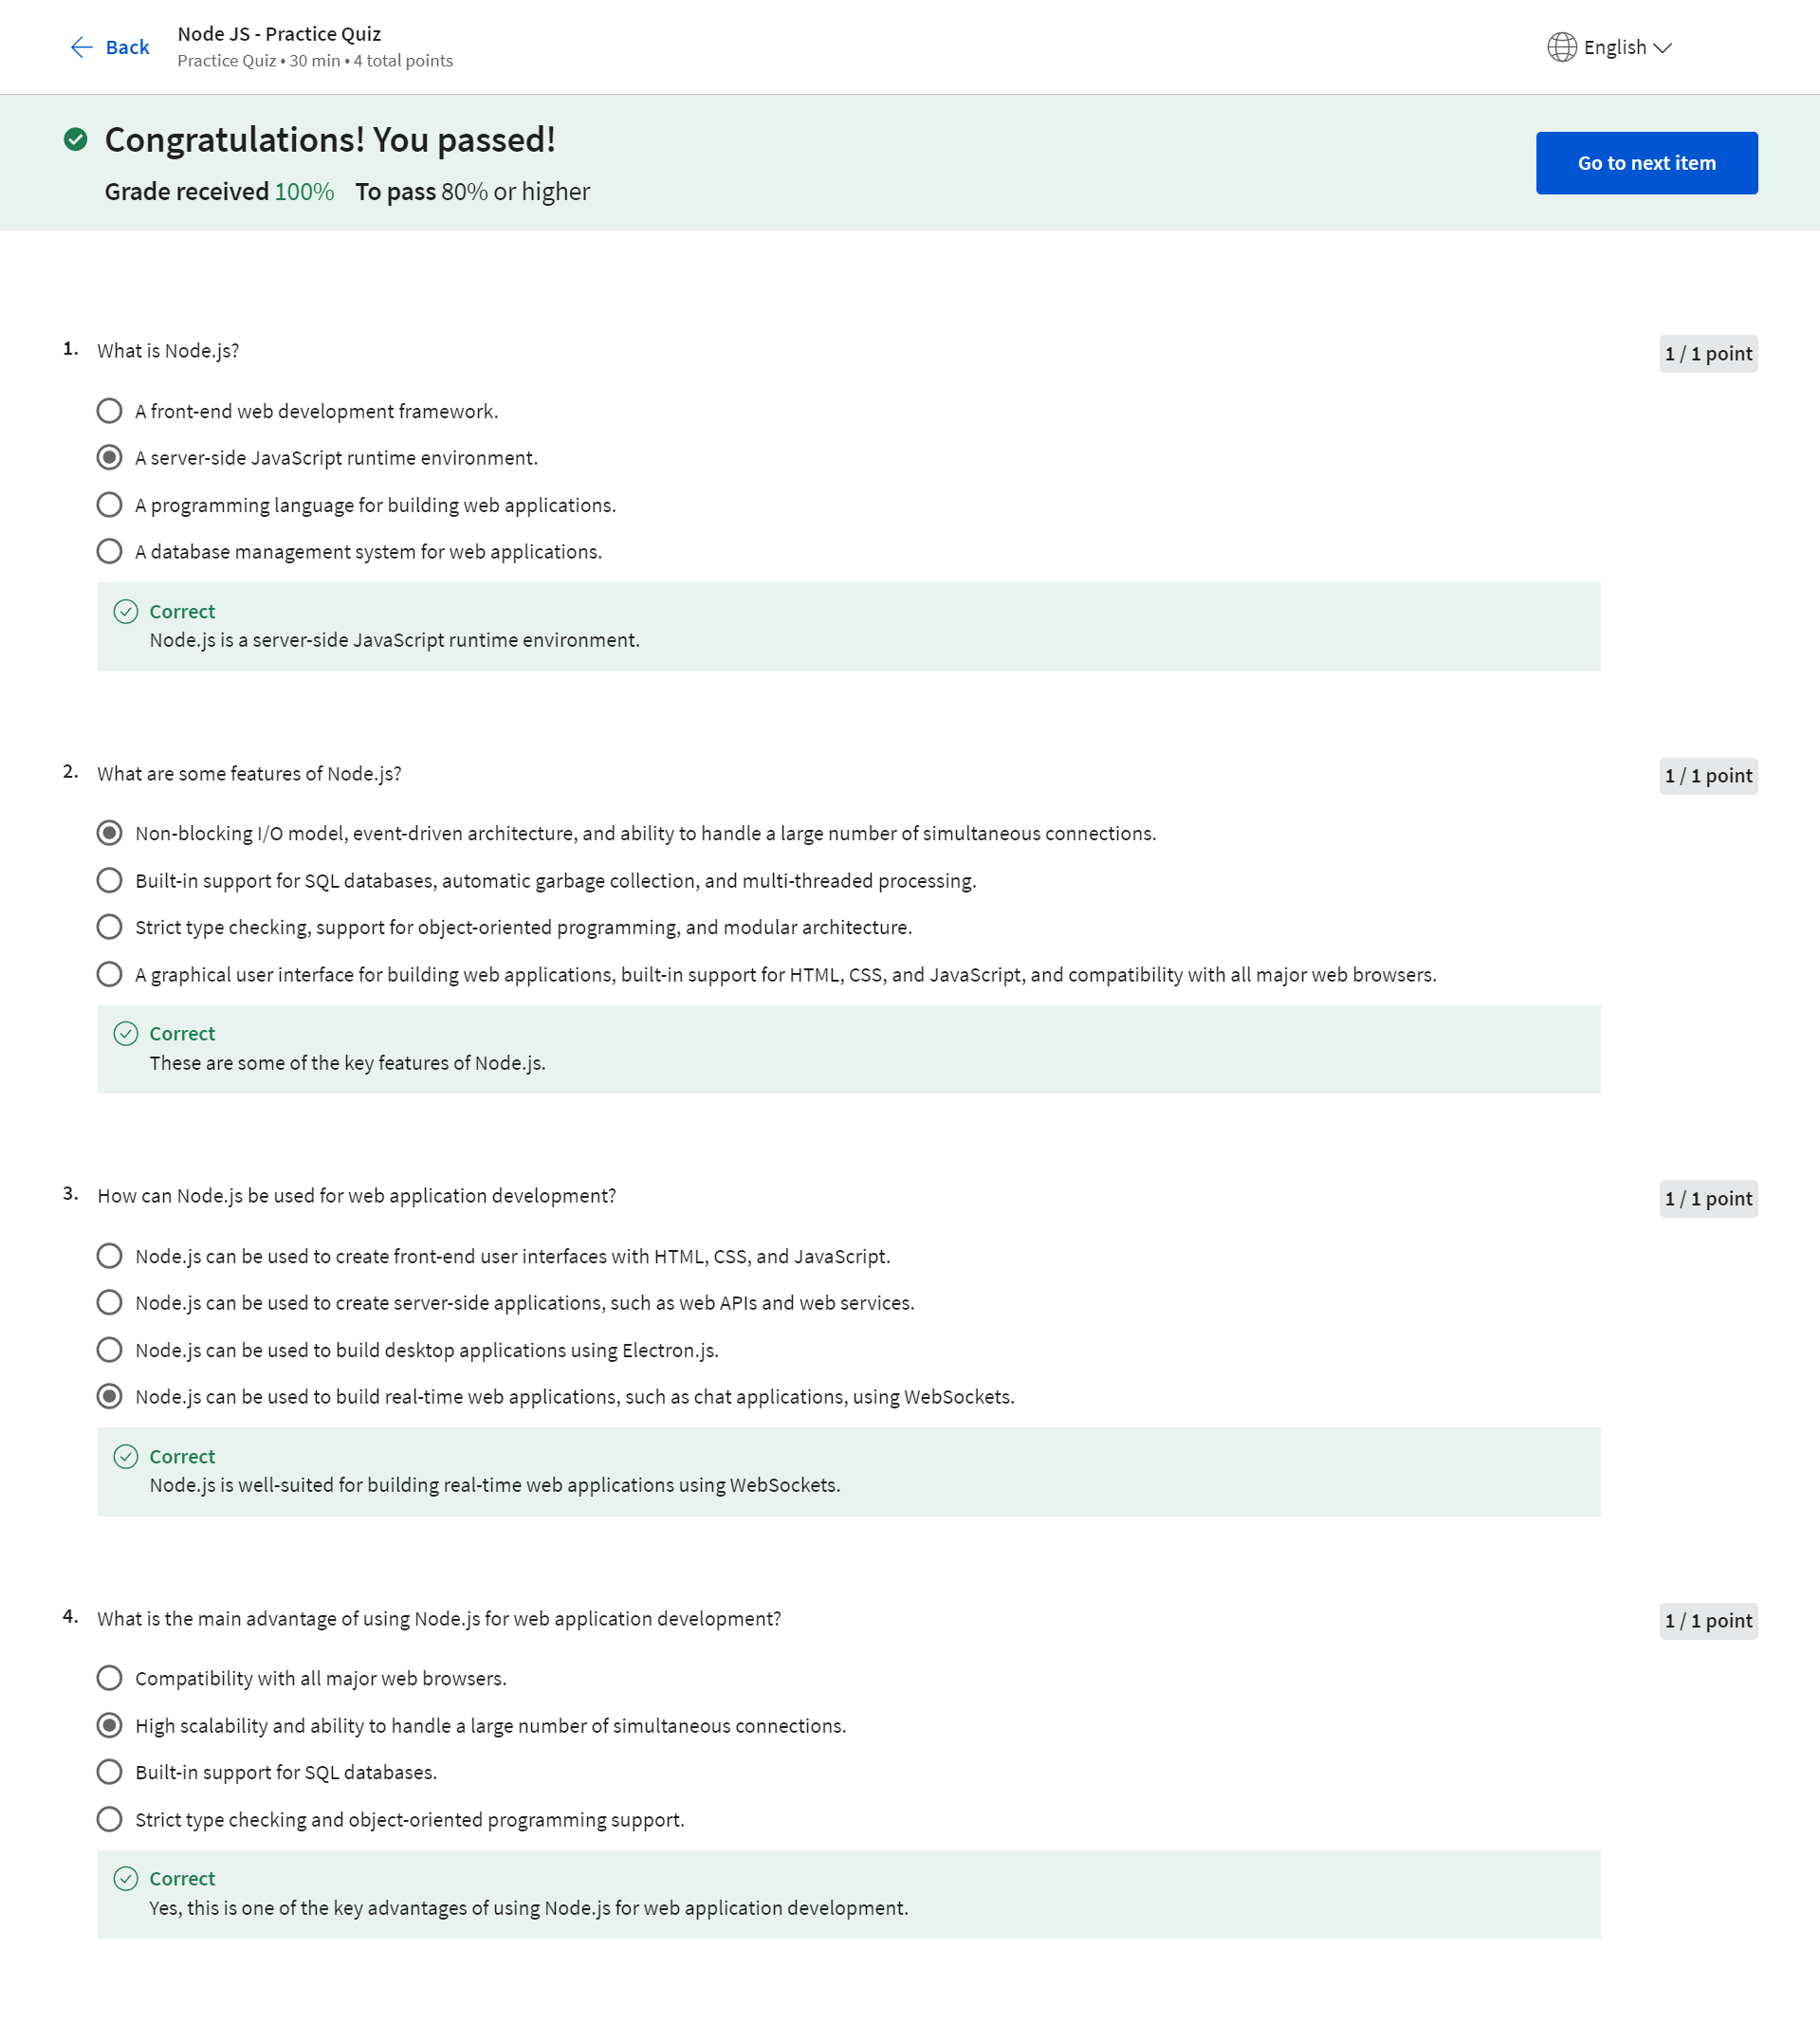 Back
Node JS - Practice Quiz
Practice Quiz • 30 min • 4 total points
English
Congratulations! You passed!
Grade received 100% To pass 80% or higher
Go to next item
1. What is Node.js?
1 / 1 point
A front-end web development framework.
A server-side JavaScript runtime environment.
A programming language for building web applications.
A database management system for web applications.
Correct
Node.js is a server-side JavaScript runtime environment.
2. What are some features of Node.js?
1 / 1 point
Non-blocking I/O model, event-driven architecture, and ability to handle a large number of simultaneous connections.
Built-in support for SQL databases, automatic garbage collection, and multi-threaded processing.
Strict type checking, support for object-oriented programming, and modular architecture.
A graphical user interface for building web applications, built-in support for HTML, CSS, and JavaScript, and compatibility with all major web browsers.
Correct
These are some of the key features of Node.js.
3. How can Node.js be used for web application development?
1 / 1 point
Node.js can be used to create front-end user interfaces with HTML, CSS, and JavaScript.
Node.js can be used to create server-side applications, such as web APIs and web services.
Node.js can be used to build desktop applications using Electron.js.
Node.js can be used to build real-time web applications, such as chat applications, using WebSockets.
Correct
Node.js is well-suited for building real-time web applications using WebSockets.
4. What is the main advantage of using Node.js for web application development?
1 / 1 point
Compatibility with all major web browsers.
High scalability and ability to handle a large number of simultaneous connections.
Built-in support for SQL databases.
Strict type checking and object-oriented programming support.
Correct
Yes, this is one of the key advantages of using Node.js for web application development.